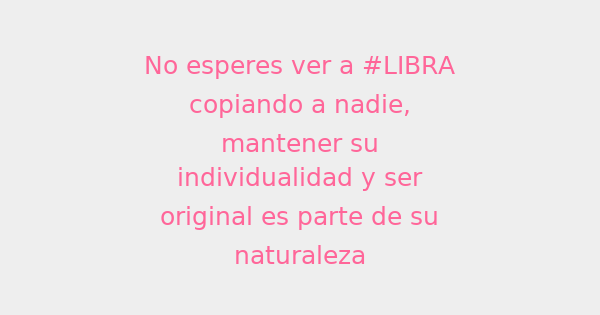 No esperes ver a #LIBRA
copiando a nadie,
mantener su
individualidad y ser
original es parte de su
naturaleza